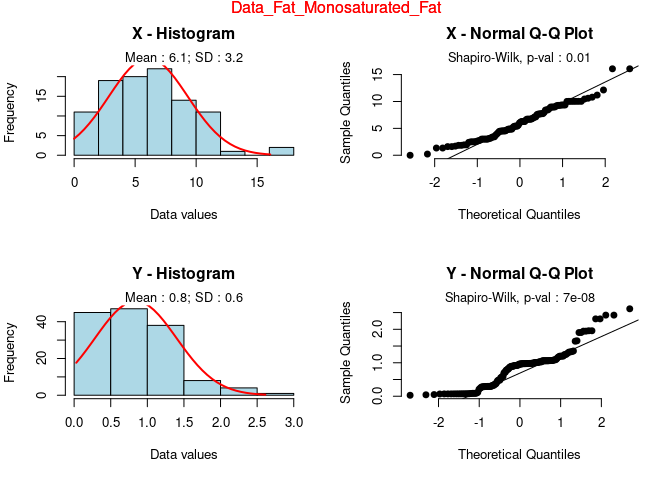 Data_Fat_Monosaturated_Fat
X - Histogram
Mean : 6.1; SD : 3.2
Frequency
15
5
0
0 5 10 15
Data values
X - Normal Q-Q Plot
Shapiro-Wilk, p-val : 0.01
Sample Quantiles
15
10
5
0
-2 -1 0 1 2
Theoretical Quantiles
Y - Histogram
Mean : 0.8; SD : 0.6
Frequency
40
20
0
0.0 0.5 1.0 1.5 2.0 2.5 3.0
Data values
Y - Normal Q-Q Plot
Shapiro-Wilk, p-val : 7e-08
Sample Quantiles
2.0
1.0
0.0
-2 -1 0 1 2
Theoretical Quantiles